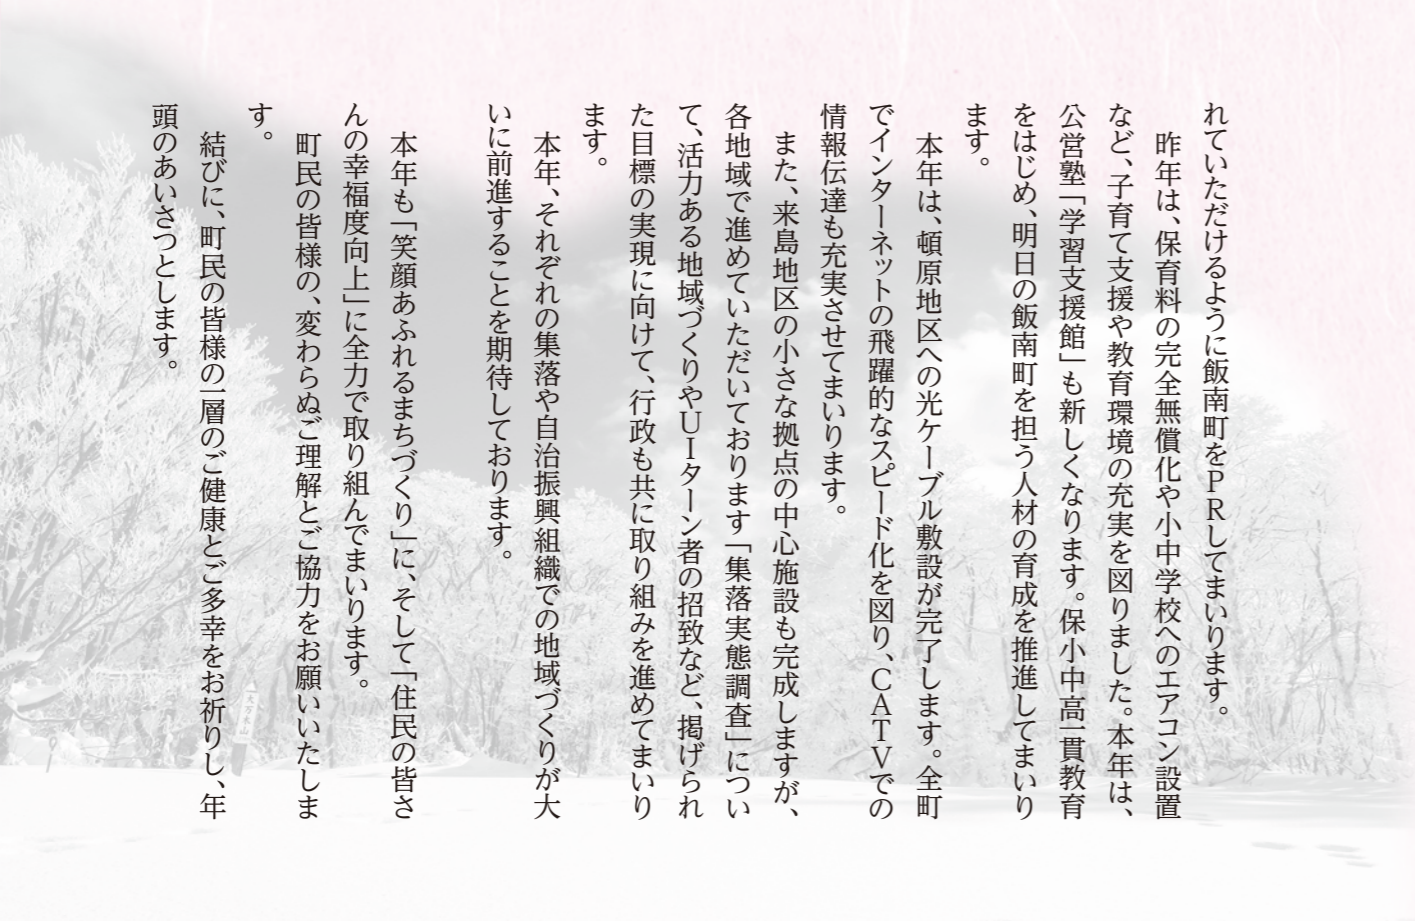 れていただけるように飯南町をＰＲしてまいります。
　昨年は、保育料の完全無償化や小中学校へのエアコン設置
など、子育て支援や教育環境の充実を図りました。本年は、
公営塾「学習支援館」も新しくなります。保小中高一貫教育
をはじめ、明日の飯南町を担う人材の育成を推進してまいり
ます。
　本年は、頓原地区への光ケーブル敷設が完了します。全町
でインターネットの飛躍的なスピード化を図り、ＣＡＴＶでの
情報伝達も充実させてまいります。
　また、来島地区の小さな拠点の中心施設も完成しますが、
各地域で進めていただいております「集落実態調査」につい
て、活力ある地域づくりやＵＩターン者の招致など、掲げられ
た目標の実現に向けて、行政も共に取り組みを進めてまいり
ます。
　本年、それぞれの集落や自治振興組織での地域づくりが大
いに前進することを期待しております。
　本年も「笑顔あふれるまちづくり」に、そして「住民の皆さ
んの幸福度向上」に全力で取り組んでまいります。
　町民の皆様の、変わらぬご理解とご協力をお願いいたしま
す。
　結びに、町民の皆様の一層のご健康とご多幸をお祈りし、年
頭のあいさつとします。